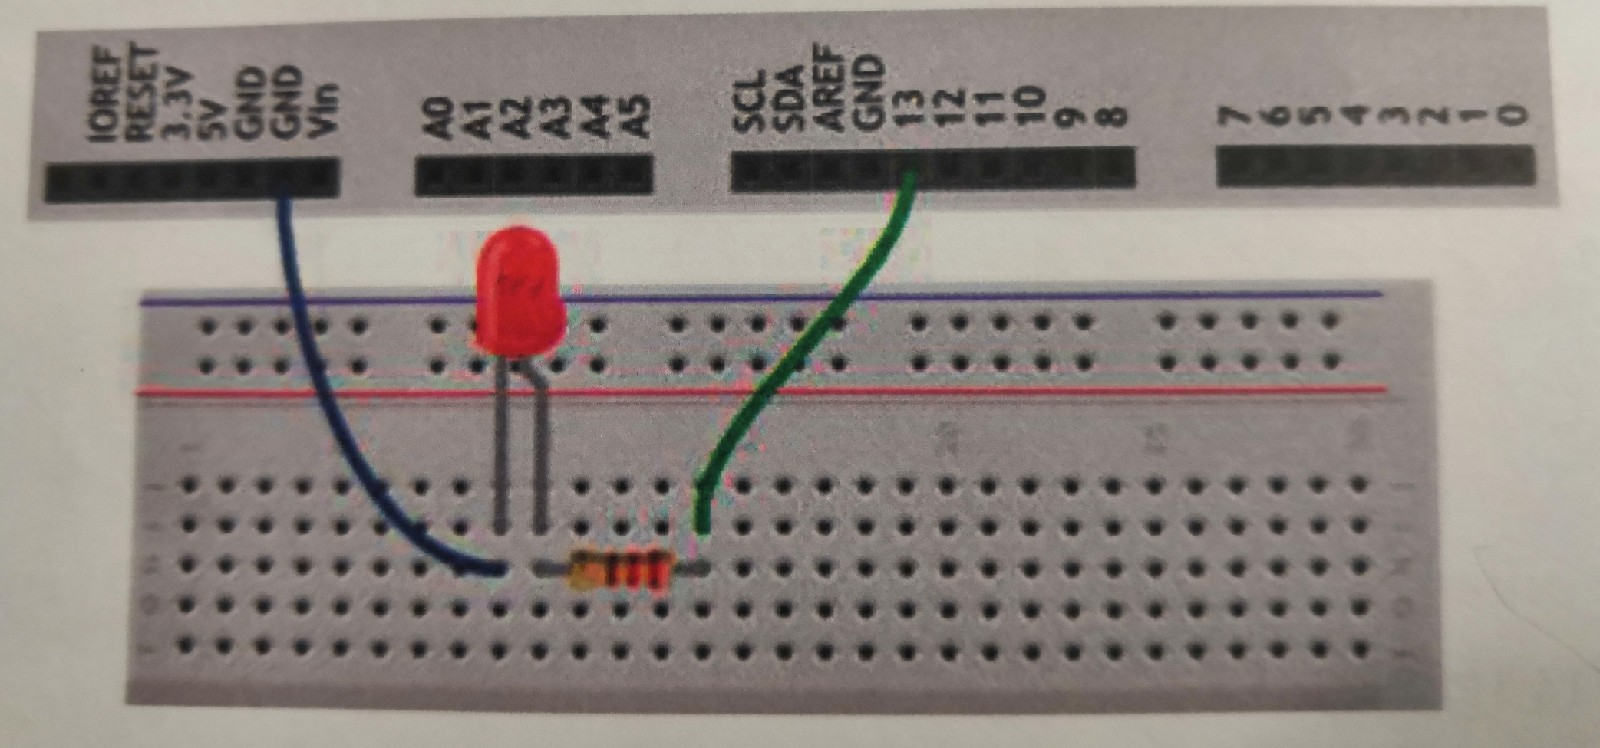 IOREF
RESET
3.3V
5V
GND
GND
Vin
A0
A1
A2
A3
A4
A5
SCL
SDA
AREF
GND
13
12
11
10
9
8
7
6
5
4
3
2
1
0